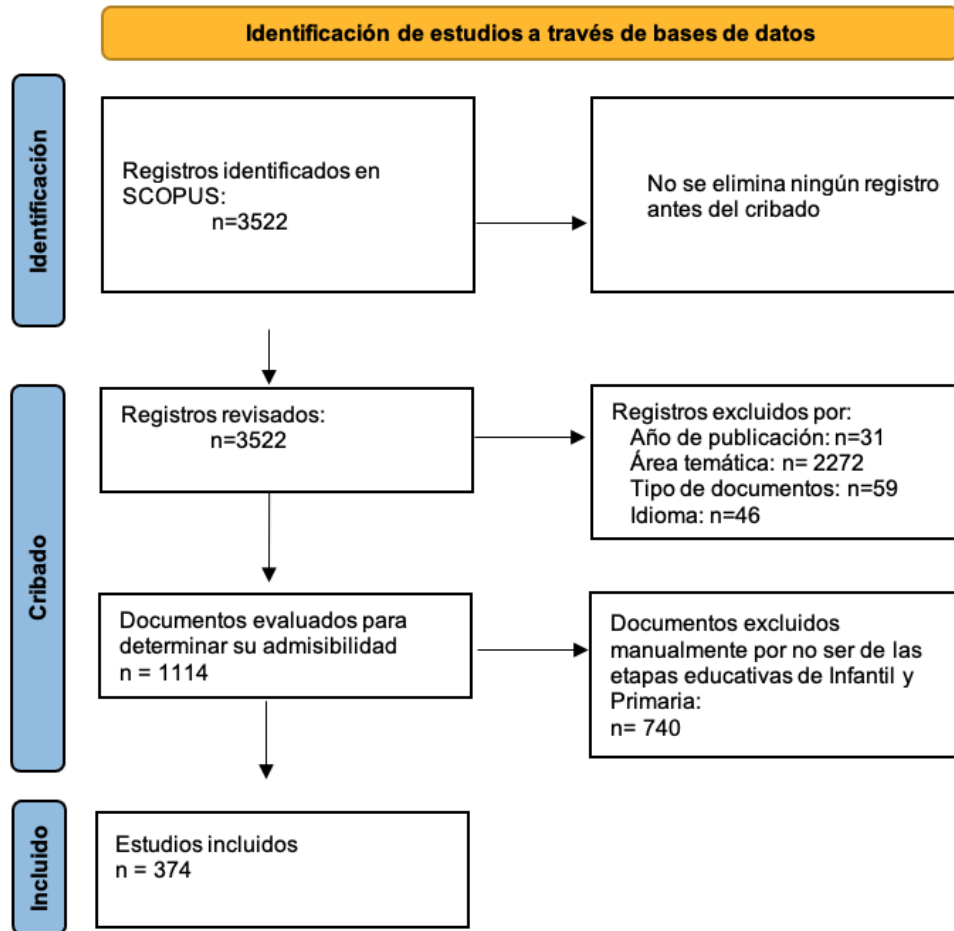 Identificación de estudios a través de bases de datos
Identificación
Registros identificados en
SCOPUS:
n=3522
No se elimina ningún registro
antes del cribado
Cribado
Registros revisados:
n=3522
Registros excluidos por:
Año de publicación: n=31
Área temática: n= 2272
Tipo de documentos: n=59
Idioma: n=46
Documentos evaluados para
determinar su admisibilidad
n = 1114
Documentos excluidos
manualmente por no ser de las
etapas educativas de Infantil y
Primaria:
n= 740
Incluido
Estudios incluidos
n = 374